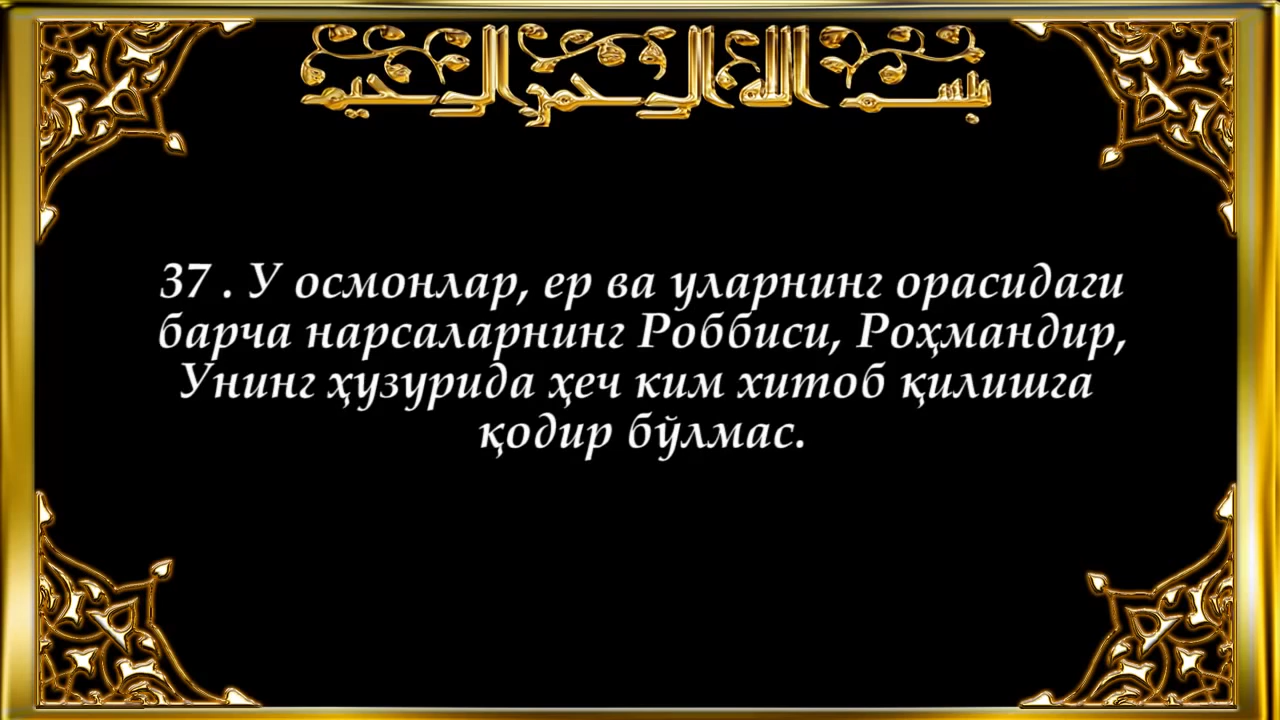 بسم الله الرحمن الرحيم
37 . У осмонлар, ер ва уларнинг орасидаги
барча нарсаларнинг Роббиси, Роҳмандир,
Унинг ҳузурида ҳеч ким хитоб қилишга
қодир бўлмас.